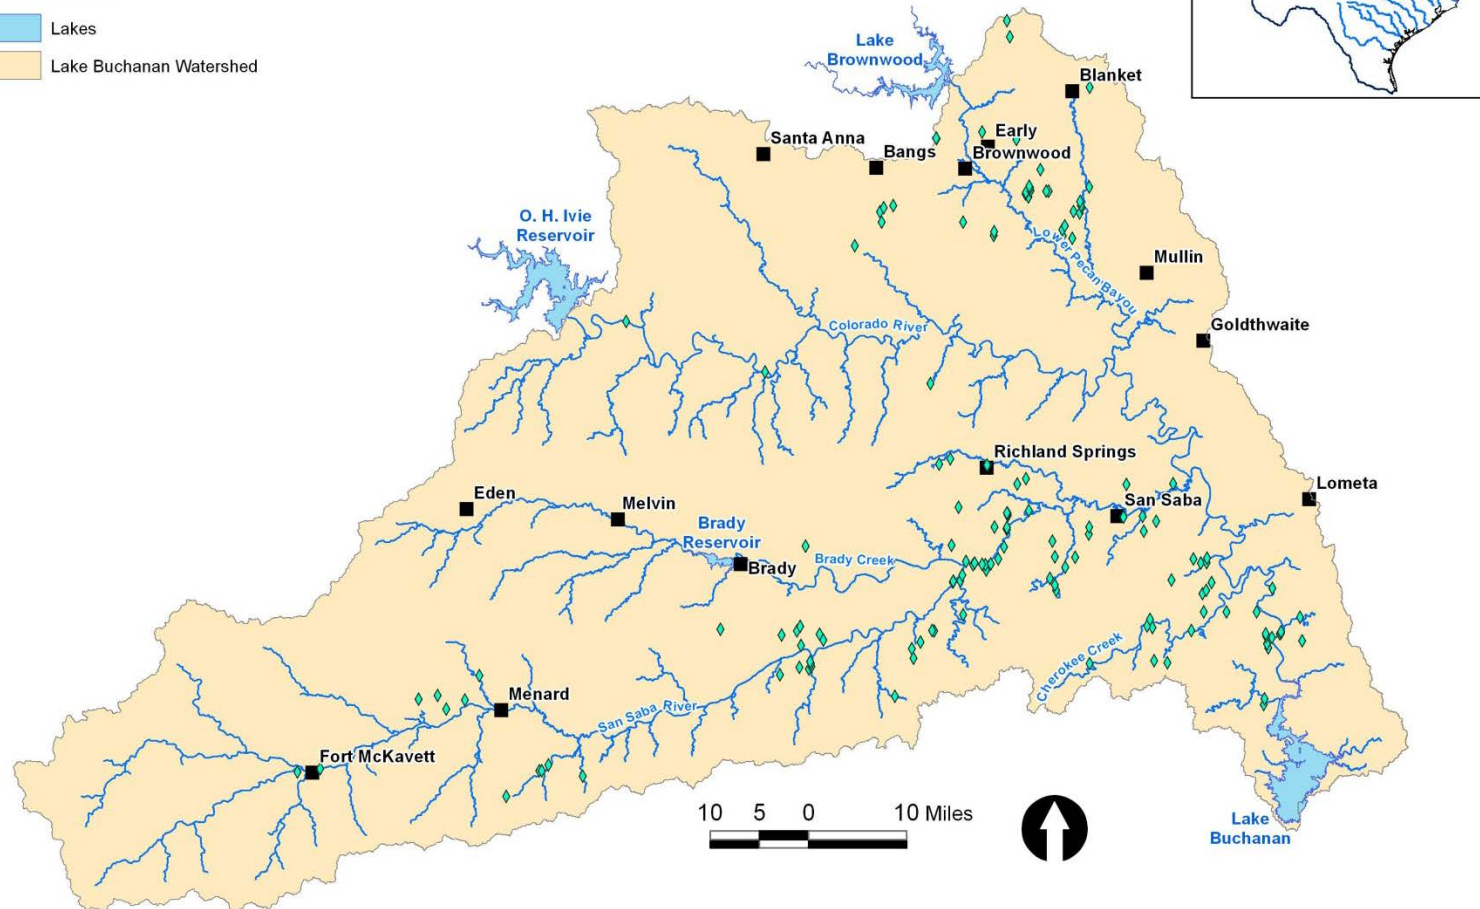 Lakes
Lake Buchanan Watershed
Lake
Brownwood
Blanket
Santa Anna
Bangs
Early
Brownwood
O. H. Ivie
Reservoir
Lower Pecan Bayou
Mullin
Goldthwaite
Colorado River
Richland Springs
Eden
Melvin
San Saba
Lometa
Brady
Reservoir
Brady
Brady Creek
Cherokee Creek
Menard
San Saba River
Fort McKavett
10 5 0 10 Miles
Lake
Buchanan